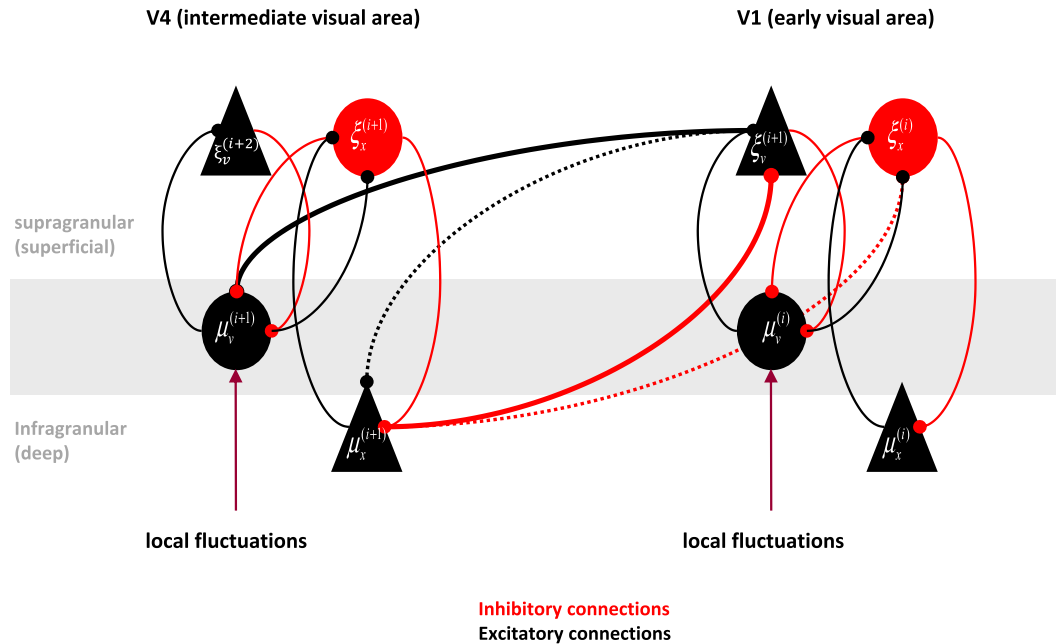 V4 (intermediate visual area)
V1 (early visual area)
ξᵥ⁽ⁱ⁺²⁾
ξₓ⁽ⁱ⁺¹⁾
ξᵥ⁽ⁱ⁺¹⁾
ξₓ⁽ⁱ⁾
supragranular
(superficial)
μᵥ⁽ⁱ⁺¹⁾
μᵥ⁽ⁱ⁾
Infragranular
(deep)
μₓ⁽ⁱ⁺¹⁾
μₓ⁽ⁱ⁾
local fluctuations
local fluctuations
Inhibitory connections
Excitatory connections